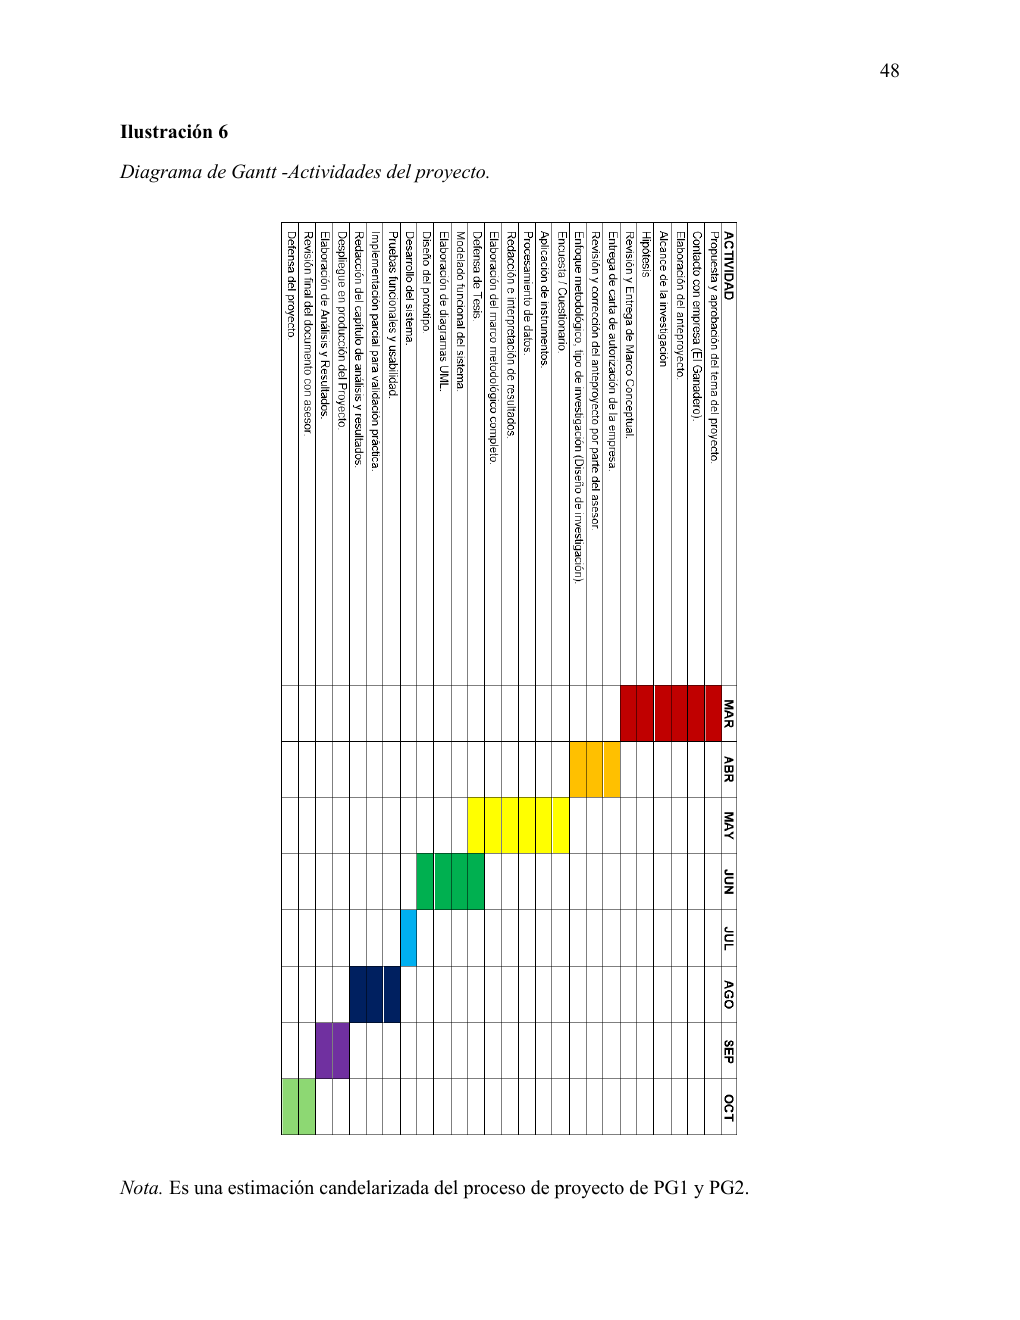 48
Ilustración 6
Diagrama de Gantt -Actividades del proyecto.
ACTIVIDAD MAR ABR MAY JUN JUL AGO SEP OCT
Propuesta y aprobación del tema del proyecto.
Contacto con empresa (El Ganadero).
Elaboración del anteproyecto.
Alcance de la investigación
Hipótesis
Revisión y Entrega de Marco Conceptual.
Entrega de carta de autorización de la empresa.
Revisión y corrección del anteproyecto por parte del asesor.
Enfoque metodológico, tipo de investigación (Diseño de investigación).
Encuesta / Cuestionario.
Aplicación de instrumentos.
Procesamiento de datos.
Redacción e interpretación de resultados.
Elaboración del marco metodológico completo.
Defensa de Tesis
Modelado funcional del sistema.
Elaboración de diagramas UML.
Diseño del prototipo
Desarrollo del sistema.
Pruebas funcionales y usabilidad.
Implementación parcial para validación práctica.
Redacción del capítulo de análisis y resultados.
Despliegue en producción del Proyecto.
Elaboración de Análisis y Resultados.
Revisión final del documento con asesor.
Defensa del proyecto.
Nota. Es una estimación candelarizada del proceso de proyecto de PG1 y PG2.